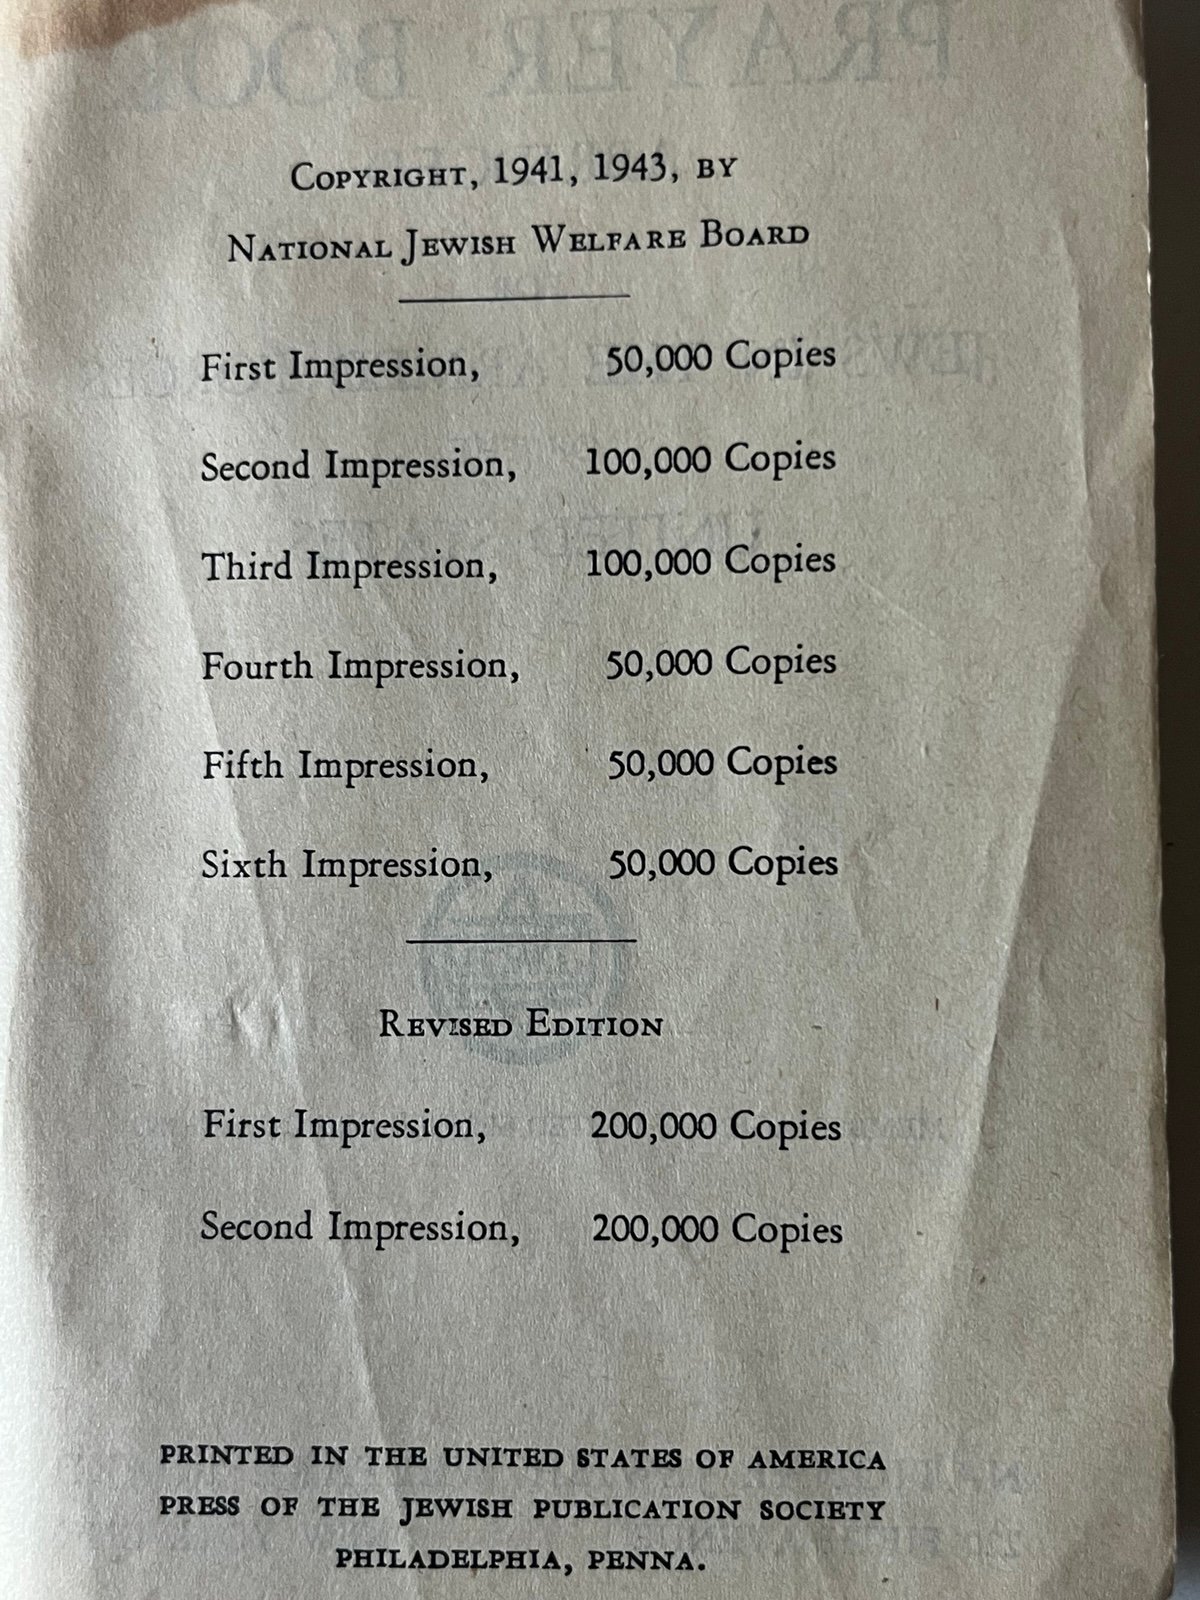 COPYRIGHT, 1941, 1943, BY
NATIONAL JEWISH WELFARE BOARD
First Impression, 50,000 Copies
Second Impression, 100,000 Copies
Third Impression, 100,000 Copies
Fourth Impression, 50,000 Copies
Fifth Impression, 50,000 Copies
Sixth Impression, 50,000 Copies
REVISED EDITION
First Impression, 200,000 Copies
Second Impression, 200,000 Copies
PRINTED IN THE UNITED STATES OF AMERICA
PRESS OF THE JEWISH PUBLICATION SOCIETY
PHILADELPHIA, PENNA.